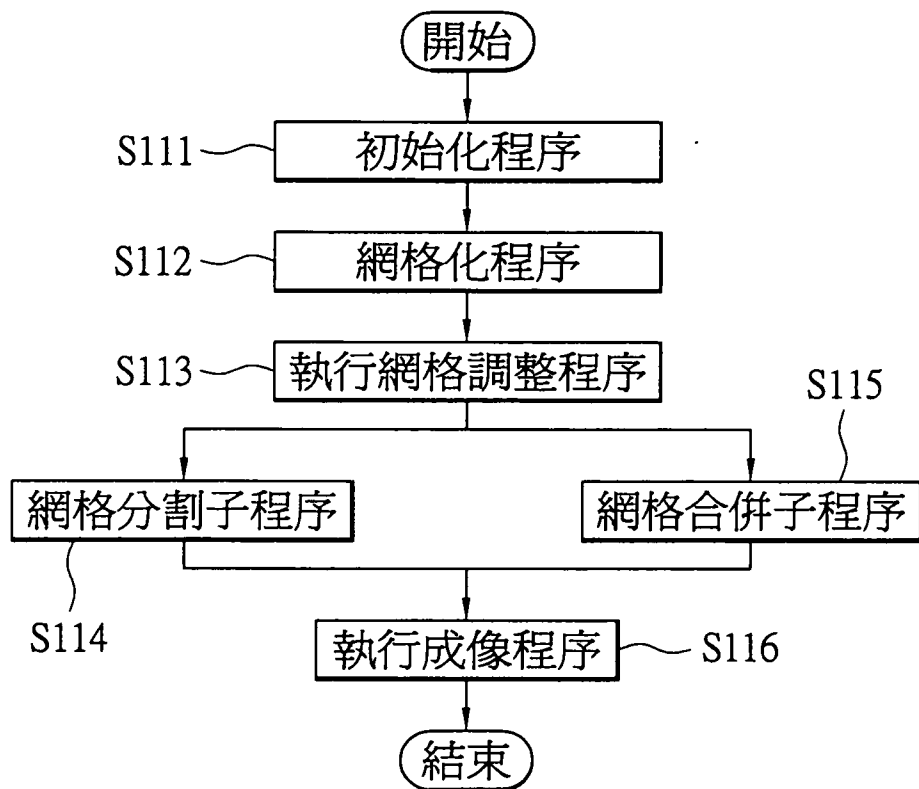 開始
S111
初始化程序
S112
網格化程序
S113
執行網格調整程序
S115
網格分割子程序
網格合併子程序
S114
執行成像程序
S116
結束